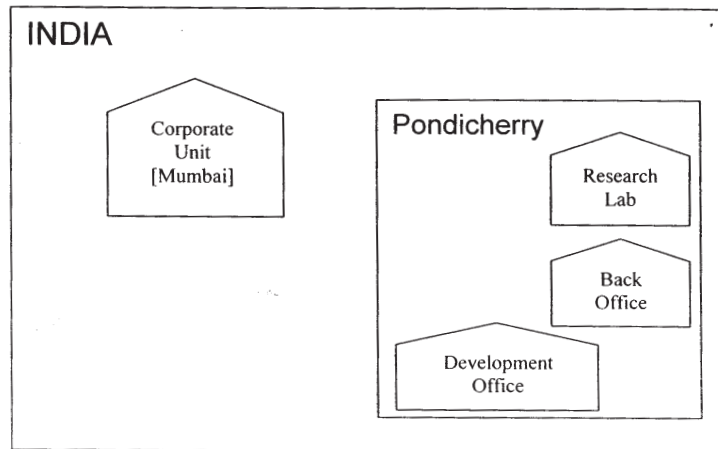 INDIA
Corporate
Unit
[Mumbai]
Pondicherry
Research
Lab
Back
Office
Development
Office